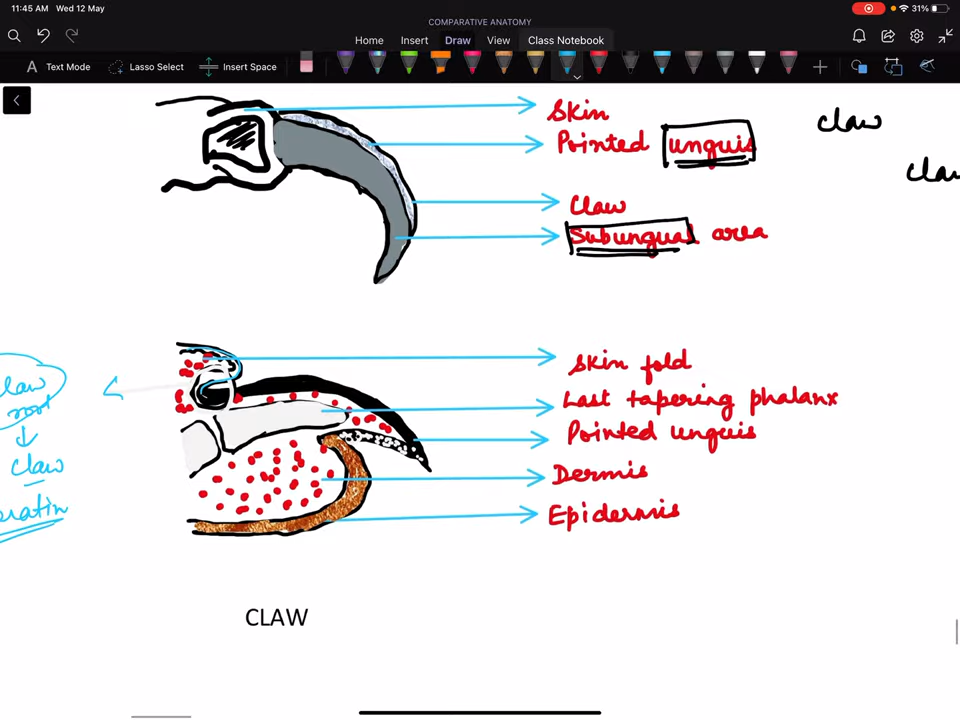 11:45 AM Wed 12 May
31%
COMPARATIVE ANATOMY
Home Insert Draw View Class Notebook
Text Mode Lasso Select Insert Space
Skin
Pointed unguis
Claw
Subungual area
claw
Skin fold
Last tapering phalanx
Pointed unguis
Dermis
Epidermis
root
claw
CLAW